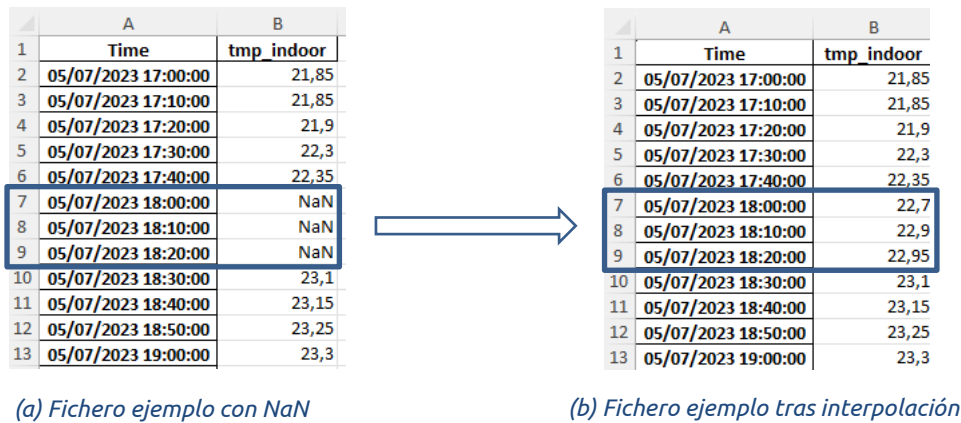 A B
1 Time tmp_indoor
2 05/07/2023 17:00:00 21,85
3 05/07/2023 17:10:00 21,85
4 05/07/2023 17:20:00 21,9
5 05/07/2023 17:30:00 22,3
6 05/07/2023 17:40:00 22,35
7 05/07/2023 18:00:00 NaN
8 05/07/2023 18:10:00 NaN
9 05/07/2023 18:20:00 NaN
10 05/07/2023 18:30:00 23,1
11 05/07/2023 18:40:00 23,15
12 05/07/2023 18:50:00 23,25
13 05/07/2023 19:00:00 23,3
(a) Fichero ejemplo con NaN
A B
1 Time tmp_indoor
2 05/07/2023 17:00:00 21,85
3 05/07/2023 17:10:00 21,85
4 05/07/2023 17:20:00 21,9
5 05/07/2023 17:30:00 22,3
6 05/07/2023 17:40:00 22,35
7 05/07/2023 18:00:00 22,7
8 05/07/2023 18:10:00 22,9
9 05/07/2023 18:20:00 22,95
10 05/07/2023 18:30:00 23,1
11 05/07/2023 18:40:00 23,15
12 05/07/2023 18:50:00 23,25
13 05/07/2023 19:00:00 23,3
(b) Fichero ejemplo tras interpolación